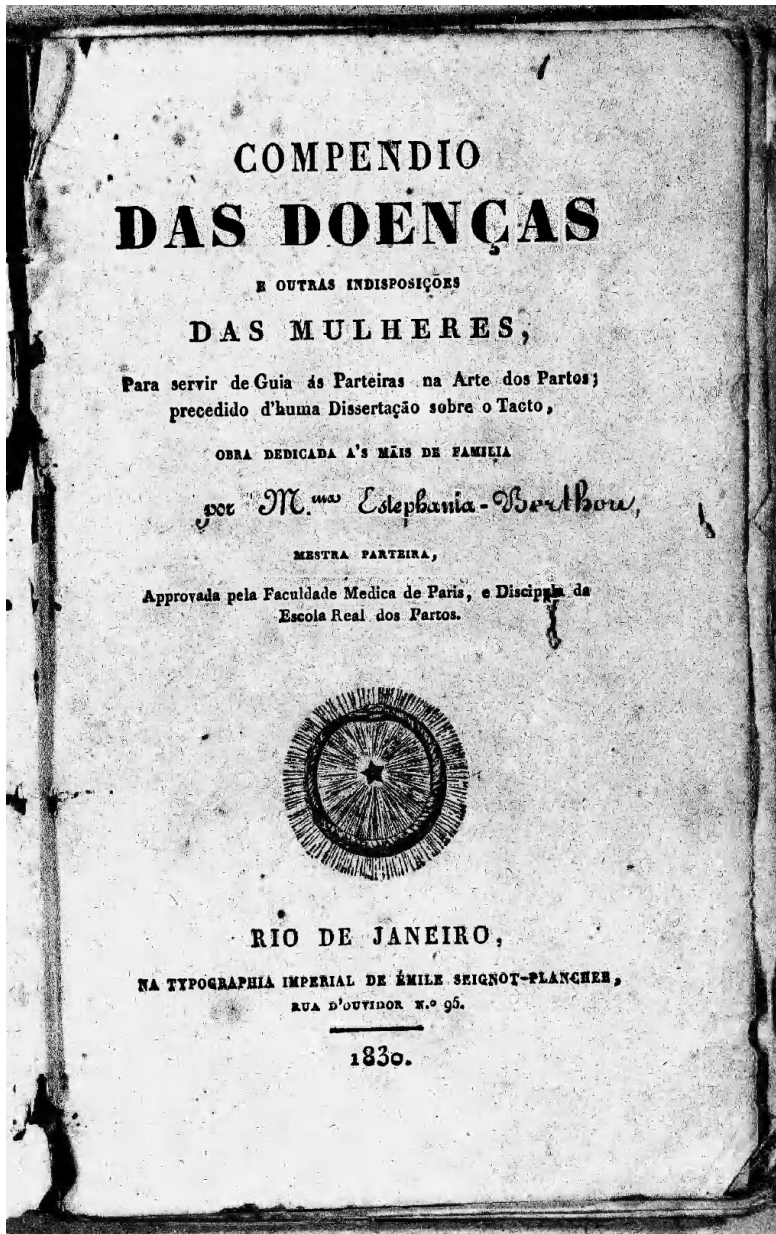 COMPENDIO
DAS DOENÇAS
E OUTRAS INDISPOSIÇÕES
DAS MULHERES,
Para servir de Guia ás Parteiras na Arte dos Partos;
precedido d'huma Dissertação sobre o Tacto,
OBRA DEDICADA A'S MÃIS DE FAMILIA
por M.ma Estephania-Berthou,
MESTRA PARTEIRA,
Approvada pela Faculdade Medica de Paris, e Discipula da
Escola Real dos Partos.
RIO DE JANEIRO,
NA TYPOGRAPHIA IMPERIAL DE ÉMILE SEIGNOT-PLANCHER,
RUA D'OUVIDOR N.º 95.
1830.